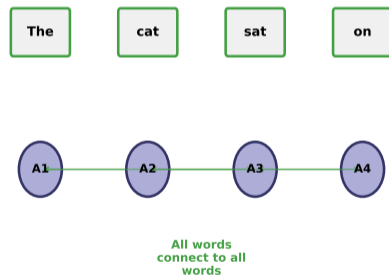 The cat sat on
A1 A2 A3 A4
All words
connect to all
words